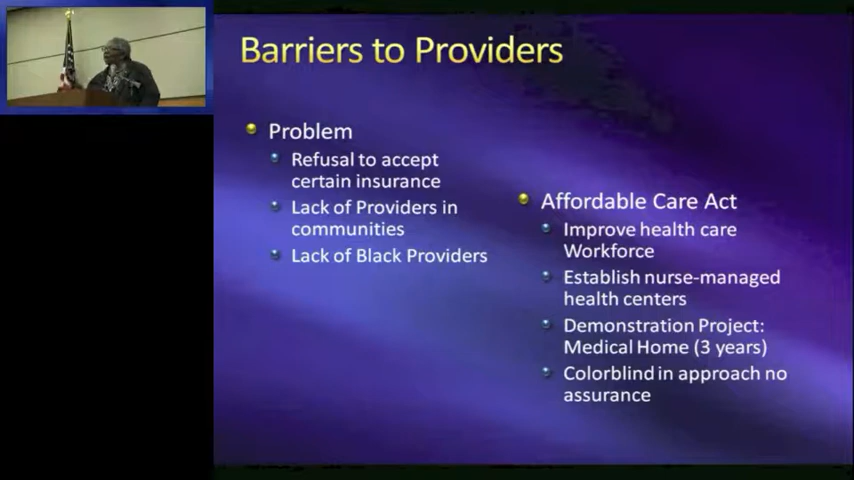 Barriers to Providers
Problem
Refusal to accept
certain insurance
Lack of Providers in
communities
Lack of Black Providers
Affordable Care Act
Improve health care
Workforce
Establish nurse-managed
health centers
Demonstration Project:
Medical Home (3 years)
Colorblind in approach no
assurance